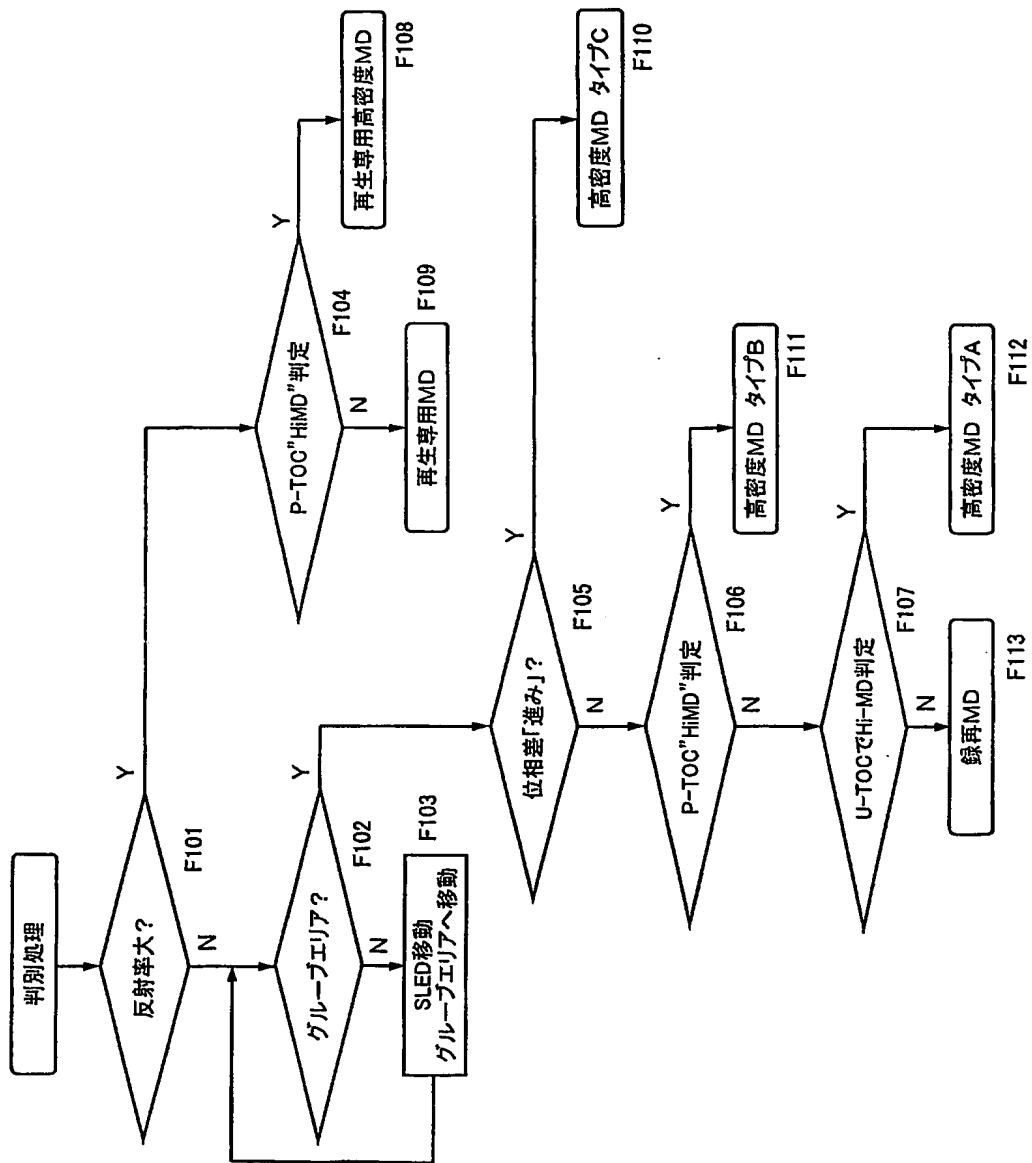 判別処理
反射率大?
F101
Y
N
グルーブエリア?
F102
Y
N
SLED移動
グルーブエリアへ移動
F103
P-TOC"HiMD"判定
F104
Y
N
再生専用高密度MD
F108
再生専用MD
F109
位相差「進み」?
F105
Y
N
高密度MD タイプC
F110
P-TOC"HiMD"判定
F106
Y
N
高密度MD タイプB
F111
U-TOCでHi-MD判定
F107
Y
N
高密度MD タイプA
F112
録再MD
F113